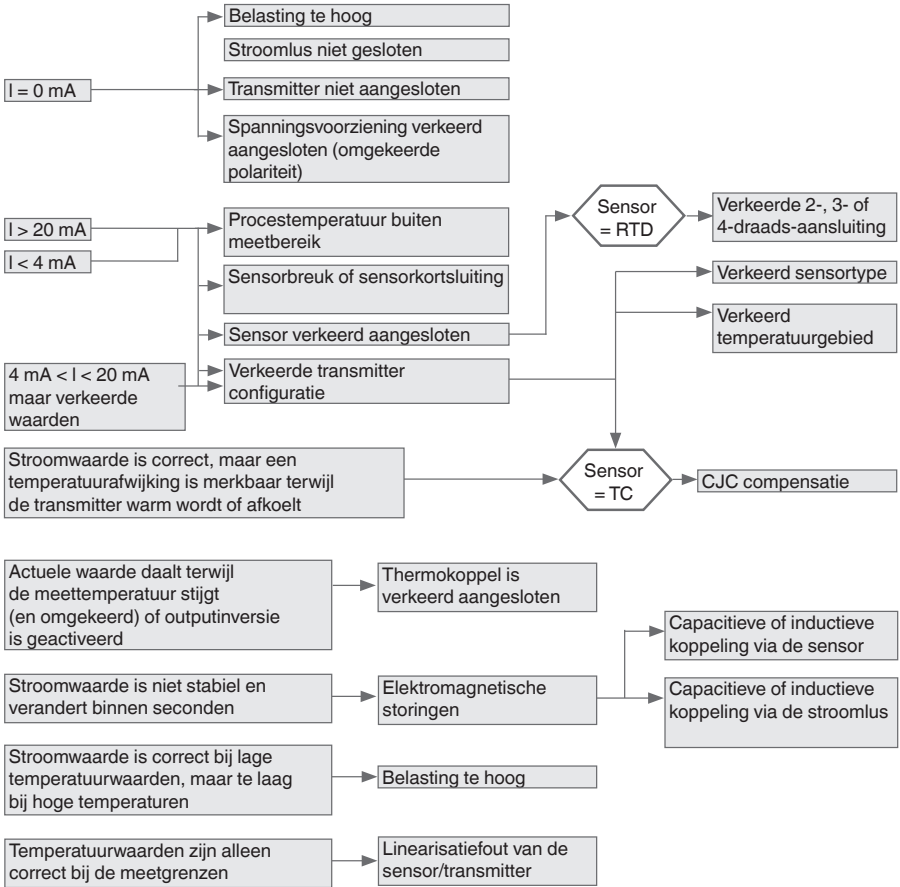 I = 0 mA
Belasting te hoog
Stroomlus niet gesloten
Transmitter niet aangesloten
Spanningsvoorziening verkeerd
aangesloten (omgekeerde
polariteit)
I > 20 mA
I < 4 mA
Procestemperatuur buiten
meetbereik
Sensorbreuk of sensorkortsluiting
Sensor verkeerd aangesloten
Verkeerde transmitter
configuratie
Sensor
= RTD
Verkeerde 2-, 3- of
4-draads-aansluiting
Verkeerd sensortype
Verkeerd
temperatuurgebied
4 mA < I < 20 mA
maar verkeerde
waarden
Stroomwaarde is correct, maar een
temperatuurafwijking is merkbaar terwijl
de transmitter warm wordt of afkoelt
Sensor
= TC
CJC compensatie
Actuele waarde daalt terwijl
de meettemperatuur stijgt
(en omgekeerd) of outputinversie
is geactiveerd
Thermokoppel is
verkeerd aangesloten
Stroomwaarde is niet stabiel en
verandert binnen seconden
Elektromagnetische
storingen
Capacitieve of inductieve
koppeling via de sensor
Capacitieve of inductieve
koppeling via de stroomlus
Stroomwaarde is correct bij lage
temperatuurwaarden, maar te laag
bij hoge temperaturen
Belasting te hoog
Temperatuurwaarden zijn alleen
correct bij de meetgrenzen
Linearisatiefout van de
sensor/transmitter